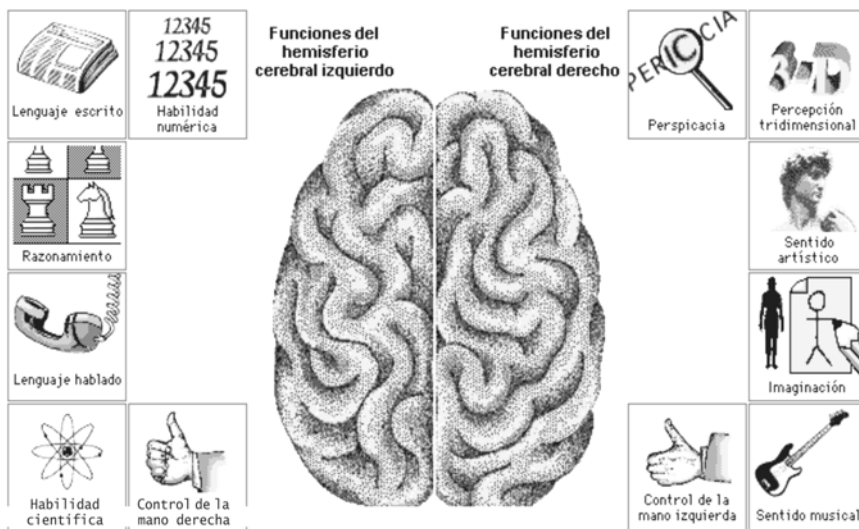 12345
12345
12345
Lenguaje escrito
Habilidad
numérica
Funciones del
hemisferio
cerebral izquierdo
Funciones del
hemisferio
cerebral derecho
PERICCIA
Perspicacia
3-D
Percepción
tridimensional
Razonamiento
Sentido
artístico
Lenguaje hablado
Imaginación
Habilidad
científica
Control de la
mano derecha
Control de la
mano izquierda
Sentido musical